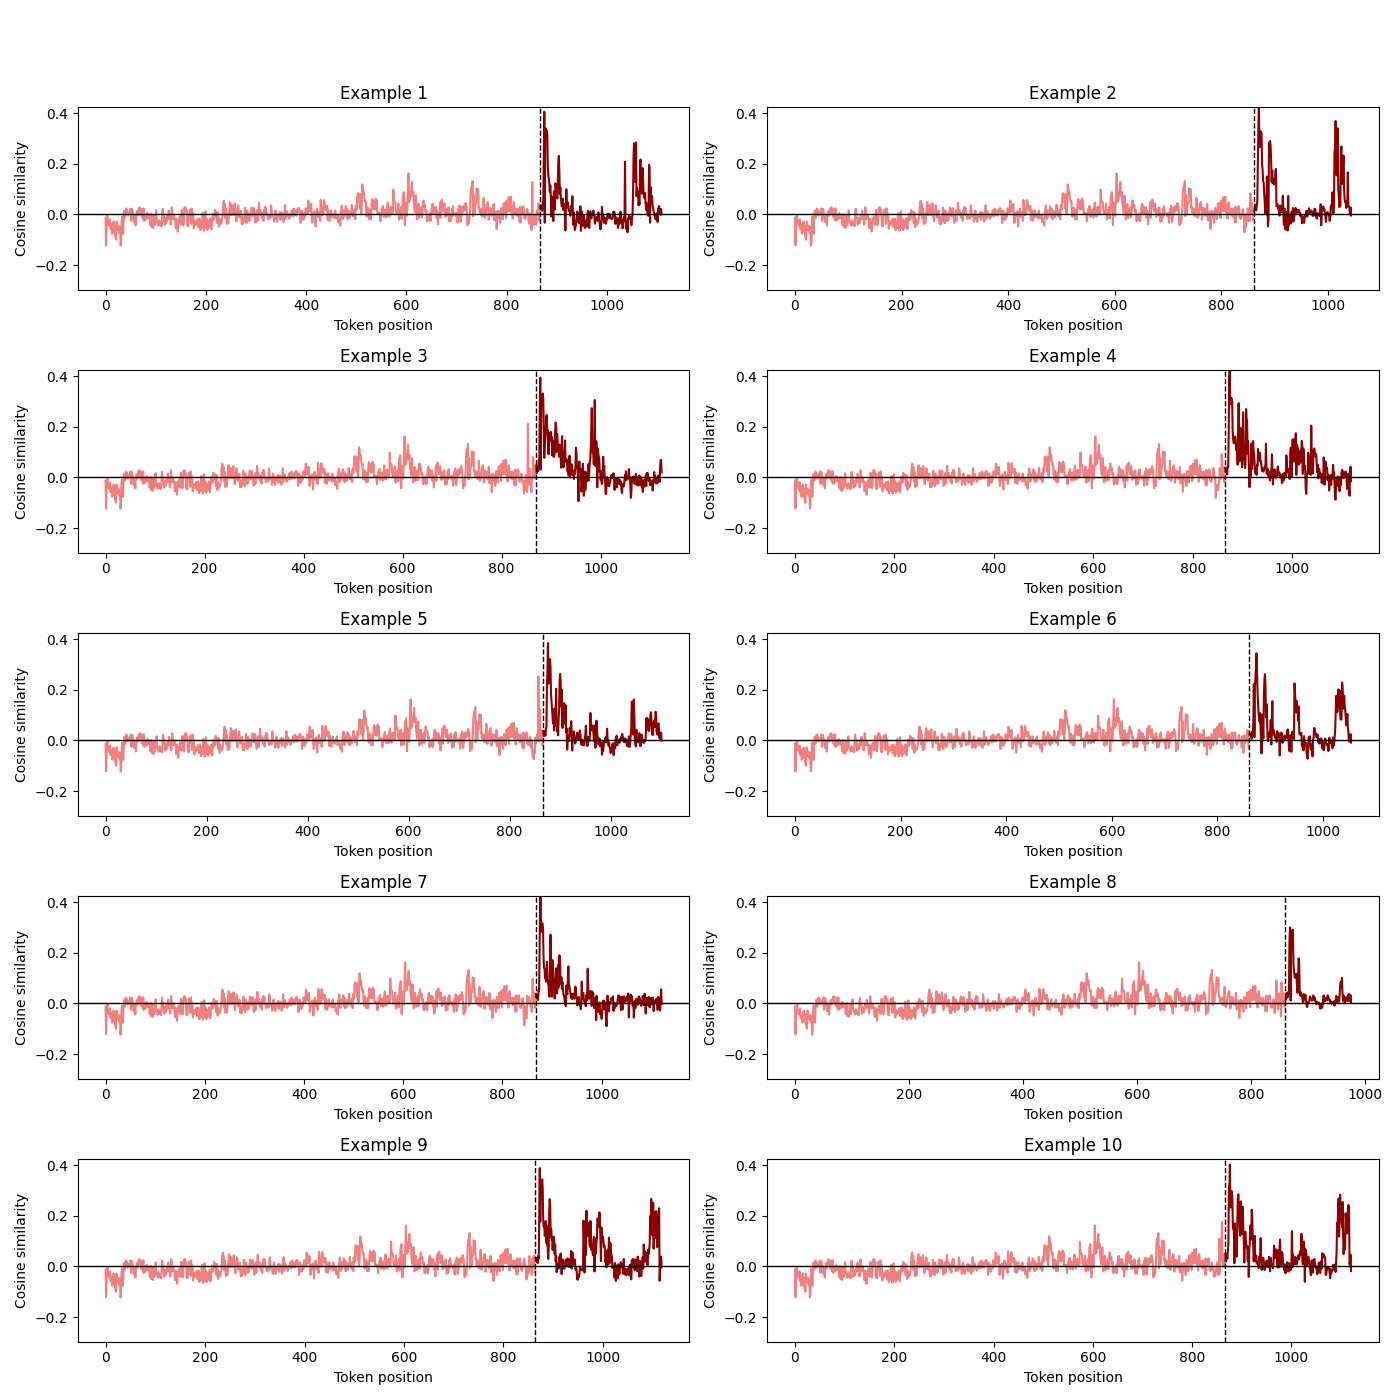 Example 1
0.4
0.2
0.0
−0.2
Cosine similarity
0 200 400 600 800 1000
Token position
Example 2
0.4
0.2
0.0
−0.2
Cosine similarity
0 200 400 600 800 1000
Token position
Example 3
0.4
0.2
0.0
−0.2
Cosine similarity
0 200 400 600 800 1000
Token position
Example 4
0.4
0.2
0.0
−0.2
Cosine similarity
0 200 400 600 800 1000
Token position
Example 5
0.4
0.2
0.0
−0.2
Cosine similarity
0 200 400 600 800 1000
Token position
Example 6
0.4
0.2
0.0
−0.2
Cosine similarity
0 200 400 600 800 1000
Token position
Example 7
0.4
0.2
0.0
−0.2
Cosine similarity
0 200 400 600 800 1000
Token position
Example 8
0.4
0.2
0.0
−0.2
Cosine similarity
0 200 400 600 800 1000
Token position
Example 9
0.4
0.2
0.0
−0.2
Cosine similarity
0 200 400 600 800 1000
Token position
Example 10
0.4
0.2
0.0
−0.2
Cosine similarity
0 200 400 600 800 1000
Token position